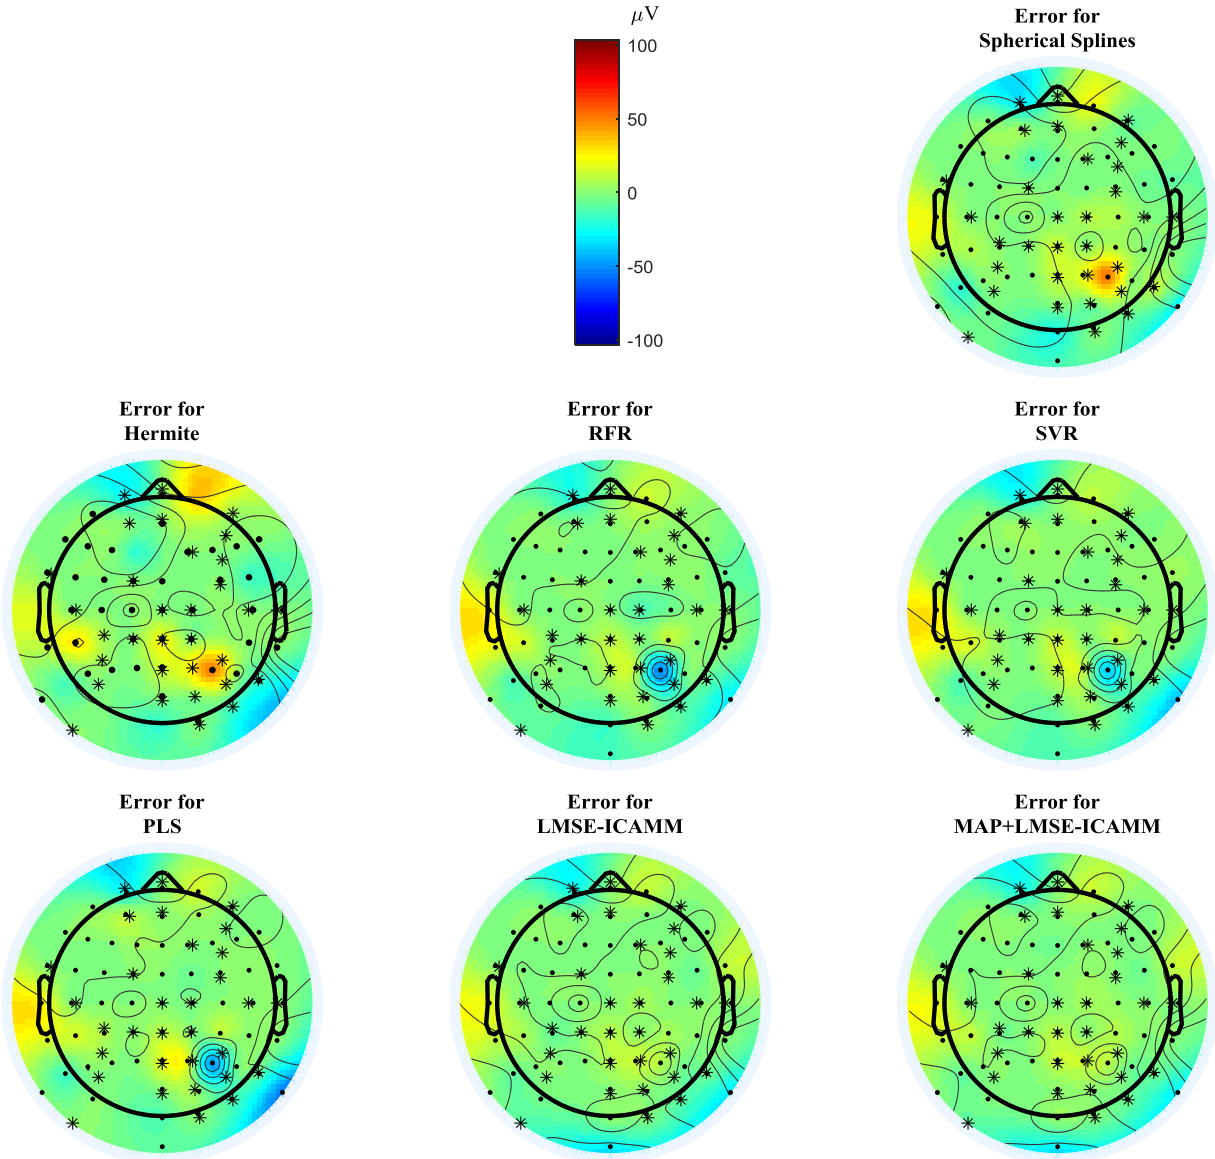 μV
100
50
0
-50
-100
Error for
Spherical Splines
Error for
Hermite
Error for
RFR
Error for
SVR
Error for
PLS
Error for
LMSE-ICAMM
Error for
MAP+LMSE-ICAMM